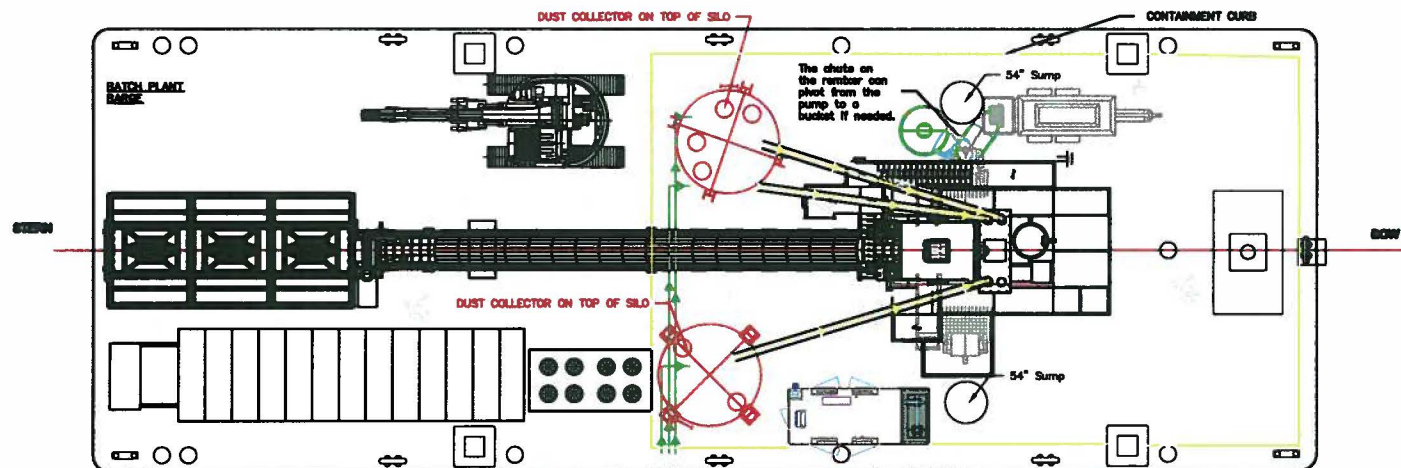 DUST COLLECTOR ON TOP OF SILO
CONTAINMENT CURB
BATCH PLANT
BARGE
The chute on
the remixer can
pivot from the
pump to a
bucket if needed.
54" Sump
STERN
BOW
DUST COLLECTOR ON TOP OF SILO
54" Sump